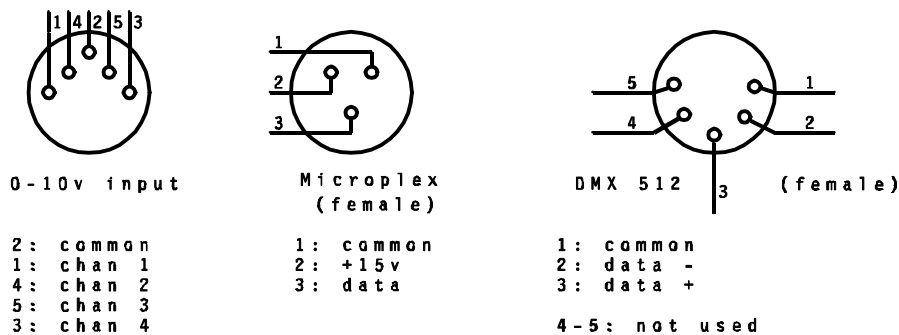 1 4 2 5 3
0-10v input
2: common
1: chan 1
4: chan 2
5: chan 3
3: chan 4
1
2
3
Microplex
(female)
1: common
2: +15v
3: data
5
4
1
2
3
DMX 512 (female)
1: common
2: data -
3: data +
4-5: not used